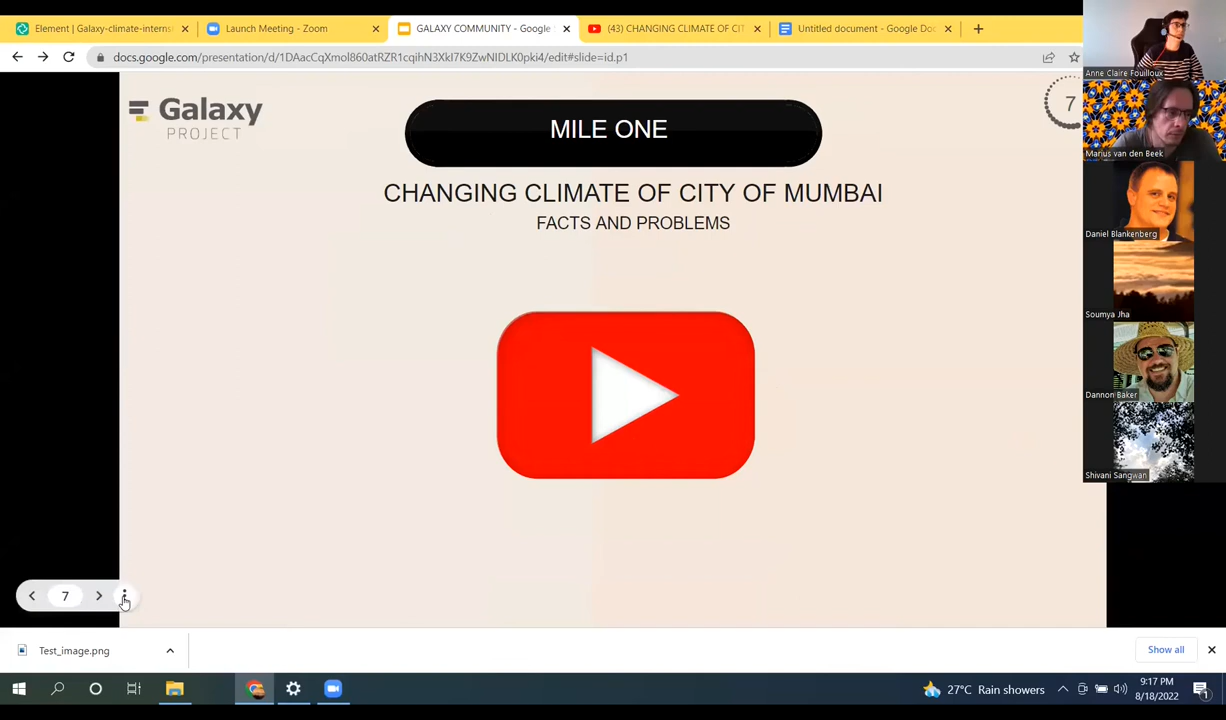 Element | Galaxy-climate-interns
Launch Meeting - Zoom
GALAXY COMMUNITY - Google
(43) CHANGING CLIMATE OF CIT
Untitled document - Google Doc
docs.google.com/presentation/d/1DAacCqXmol860atRZR1cqihN3XkI7K9ZwNIDLK0pki4/edit#slide=id.p1
Galaxy
PROJECT
MILE ONE
7
CHANGING CLIMATE OF CITY OF MUMBAI
FACTS AND PROBLEMS
Anne Claire Fouilloux
Marius van den Beek
Daniel Blankenberg
Soumya Jha
Dannon Baker
Shivani Sangwan
7
Test_image.png
Show all
27°C Rain showers
9:17 PM
8/18/2022
1